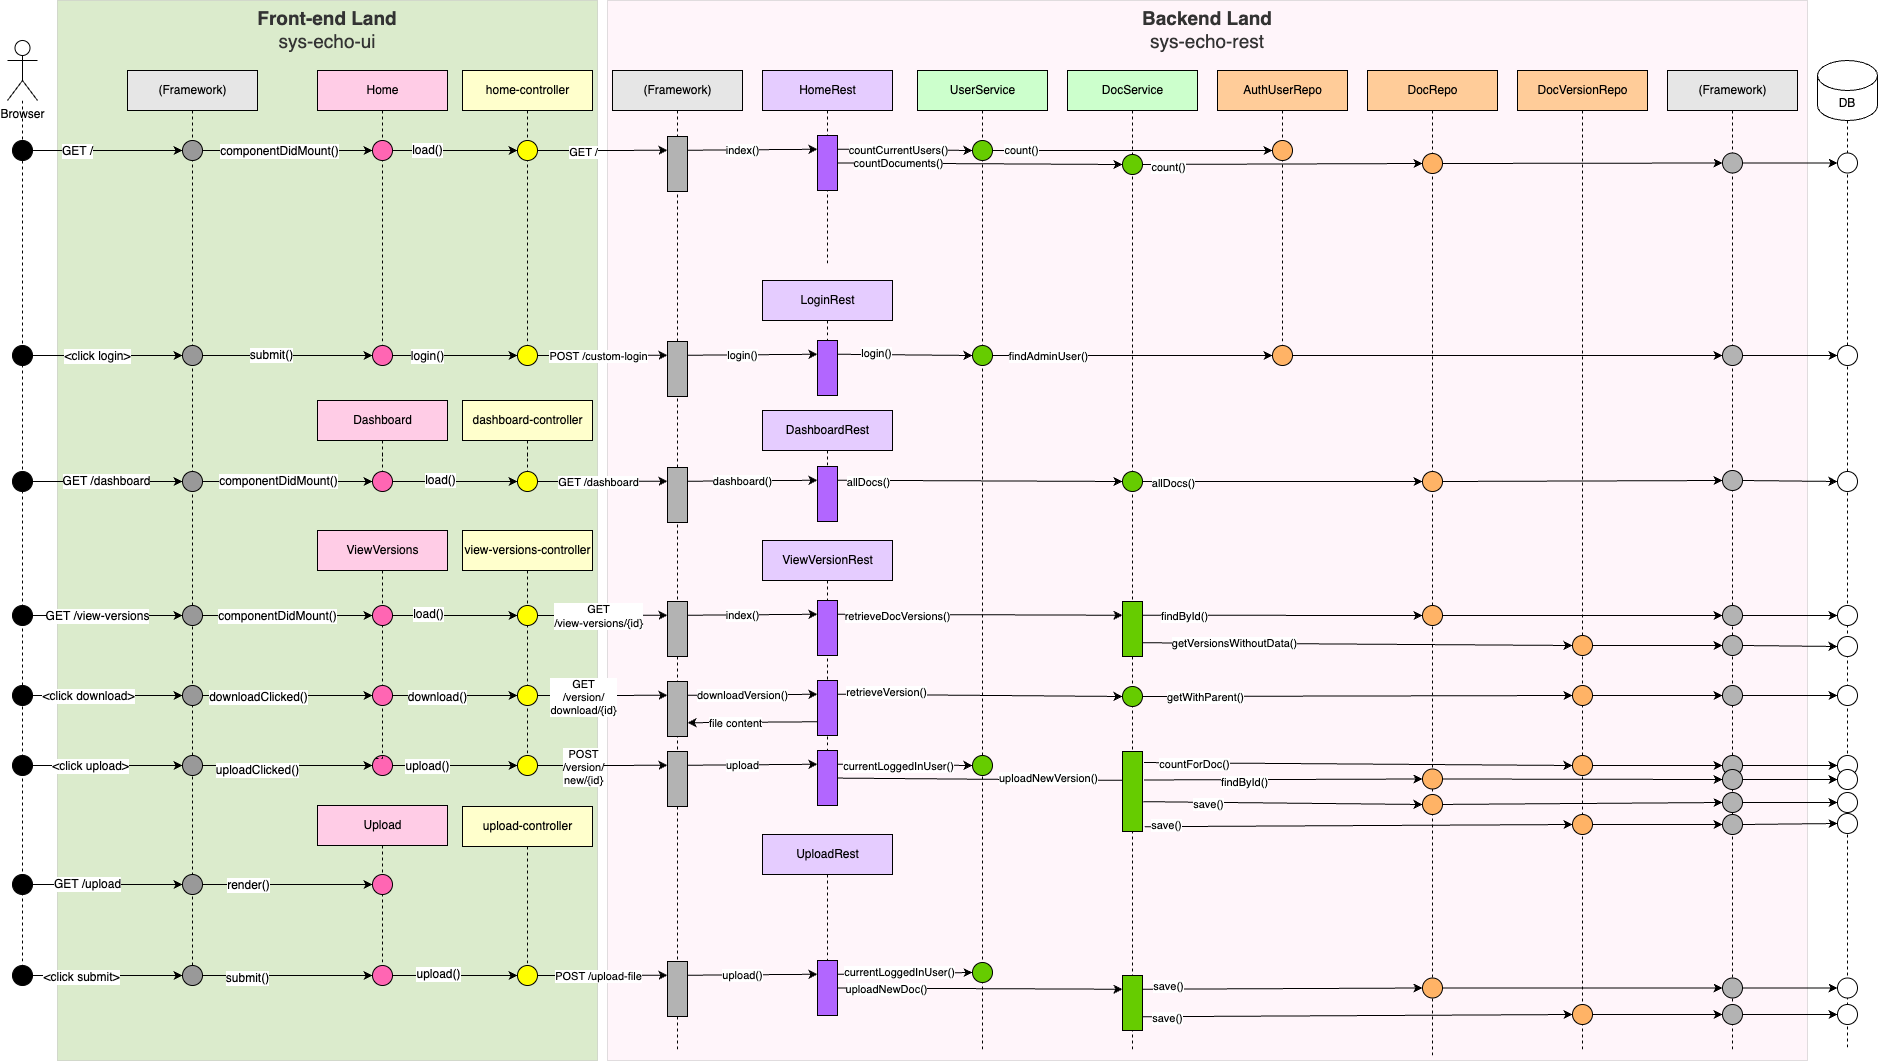 Front-end Land
sys-echo-ui
Backend Land
sys-echo-rest
Browser
(Framework)
Home
home-controller
(Framework)
HomeRest
UserService
DocService
AuthUserRepo
DocRepo
DocVersionRepo
(Framework)
DB
GET /
componentDidMount()
load()
GET /
index()
countCurrentUsers()
count()
countDocuments()
count()
LoginRest
<click login>
submit()
login()
POST /custom-login
login()
login()
findAdminUser()
Dashboard
dashboard-controller
DashboardRest
GET /dashboard
componentDidMount()
load()
GET /dashboard
dashboard()
allDocs()
allDocs()
ViewVersions
view-versions-controller
ViewVersionRest
GET /view-versions
componentDidMount()
load()
GET
/view-versions/{id}
index()
retrieveDocVersions()
findById()
getVersionsWithoutData()
<click download>
downloadClicked()
download()
GET
/version/
download/{id}
downloadVersion()
retrieveVersion()
getWithParent()
file content
<click upload>
uploadClicked()
upload()
POST
/version/
new/{id}
upload
currentLoggedInUser()
uploadNewVersion()
countForDoc()
findById()
save()
save()
Upload
upload-controller
UploadRest
GET /upload
render()
<click submit>
submit()
upload()
POST /upload-file
upload()
currentLoggedInUser()
uploadNewDoc()
save()
save()